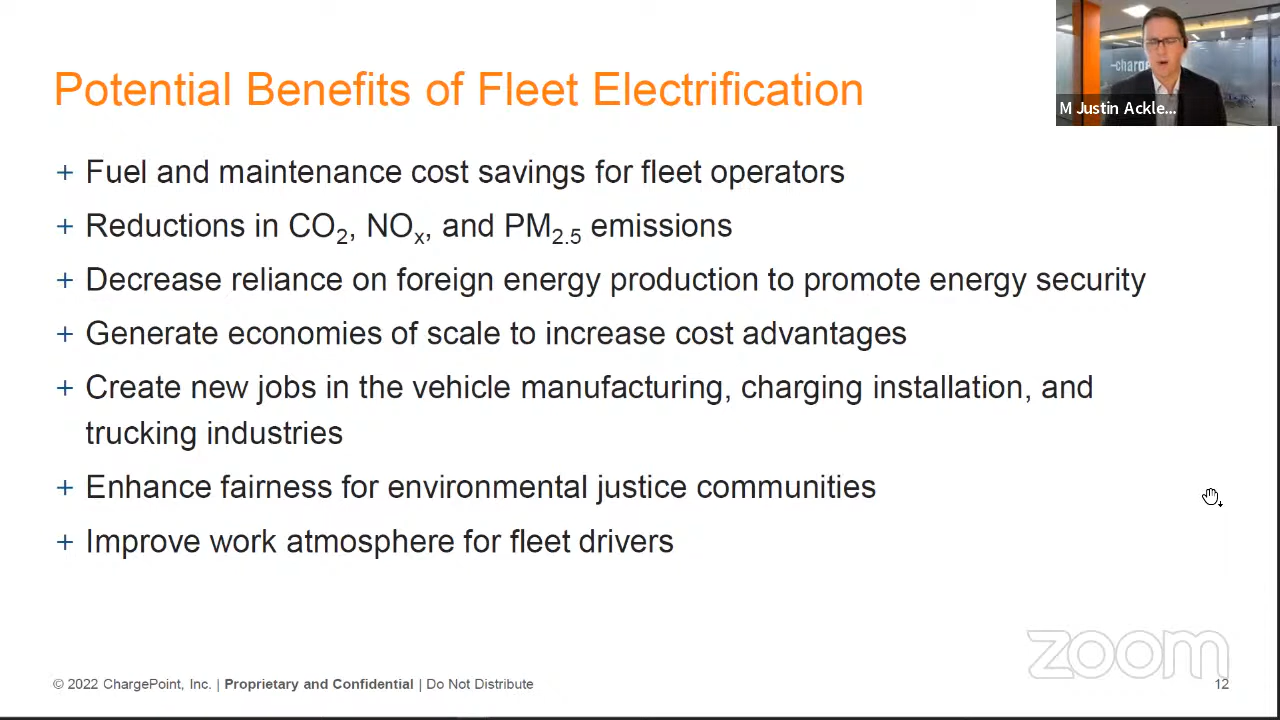 Potential Benefits of Fleet Electrification
-charge
M Justin Ackle...
+ Fuel and maintenance cost savings for fleet operators
+ Reductions in CO₂, NOₓ, and PM₂.₅ emissions
+ Decrease reliance on foreign energy production to promote energy security
+ Generate economies of scale to increase cost advantages
+ Create new jobs in the vehicle manufacturing, charging installation, and
trucking industries
+ Enhance fairness for environmental justice communities
+ Improve work atmosphere for fleet drivers
zoom
© 2022 ChargePoint, Inc. | Proprietary and Confidential | Do Not Distribute
12